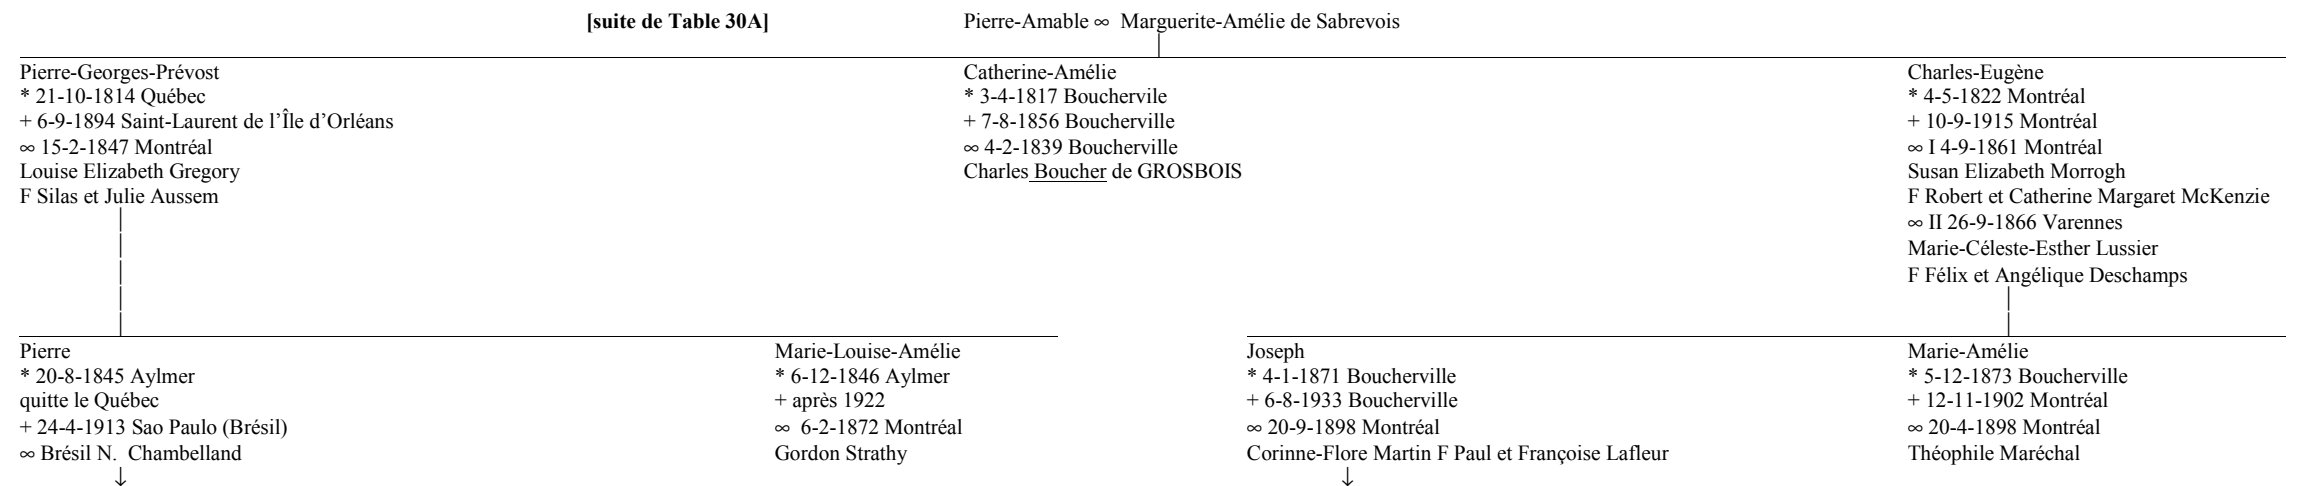 [suite de Table 30A] Pierre-Amable ∞ Marguerite-Amélie de Sabrevois
Pierre-Georges-Prévost
* 21-10-1814 Québec
+ 6-9-1894 Saint-Laurent de l’Île d’Orléans
∞ 15-2-1847 Montréal
Louise Elizabeth Gregory
F Silas et Julie Aussem
Catherine-Amélie
* 3-4-1817 Bouchervile
+ 7-8-1856 Boucherville
∞ 4-2-1839 Boucherville
Charles Boucher de GROSBOIS
Charles-Eugène
* 4-5-1822 Montréal
+ 10-9-1915 Montréal
∞ I 4-9-1861 Montréal
Susan Elizabeth Morrogh
F Robert et Catherine Margaret McKenzie
∞ II 26-9-1866 Varennes
Marie-Céleste-Esther Lussier
F Félix et Angélique Deschamps
Pierre
* 20-8-1845 Aylmer
quitte le Québec
+ 24-4-1913 Sao Paulo (Brésil)
∞ Brésil N. Chambelland
↓
Marie-Louise-Amélie
* 6-12-1846 Aylmer
+ après 1922
∞ 6-2-1872 Montréal
Gordon Strathy
Joseph
* 4-1-1871 Boucherville
+ 6-8-1933 Boucherville
∞ 20-9-1898 Montréal
Corinne-Flore Martin F Paul et Françoise Lafleur
↓
Marie-Amélie
* 5-12-1873 Boucherville
+ 12-11-1902 Montréal
∞ 20-4-1898 Montréal
Théophile Maréchal